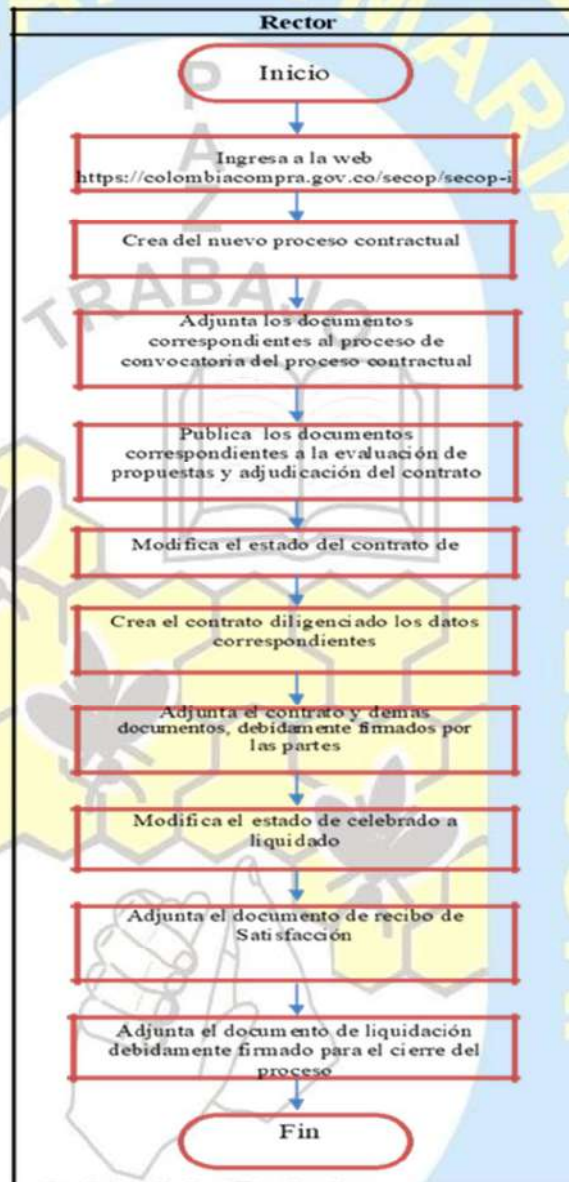 Rector
Inicio
Ingresa a la web
https://colombiacompra.gov.co/secop/secop-i
Crea del nuevo proceso contractual
Adjunta los documentos
correspondientes al proceso de
convocatoria del proceso contractual
Publica los documentos
correspondientes a la evaluación de
propuestas y adjudicación del contrato
Modifica el estado del contrato de
Crea el contrato diligenciado los datos
correspondientes
Adjunta el contrato y demas
documentos, debidamente firmados por
las partes
Modifica el estado de celebrado a
liquidado
Adjunta el documento de recibo de
Satisfacción
Adjunta el documento de liquidación
debidamente firmado para el cierre del
proceso
Fin
PAZ
TRABAJO
MARIA